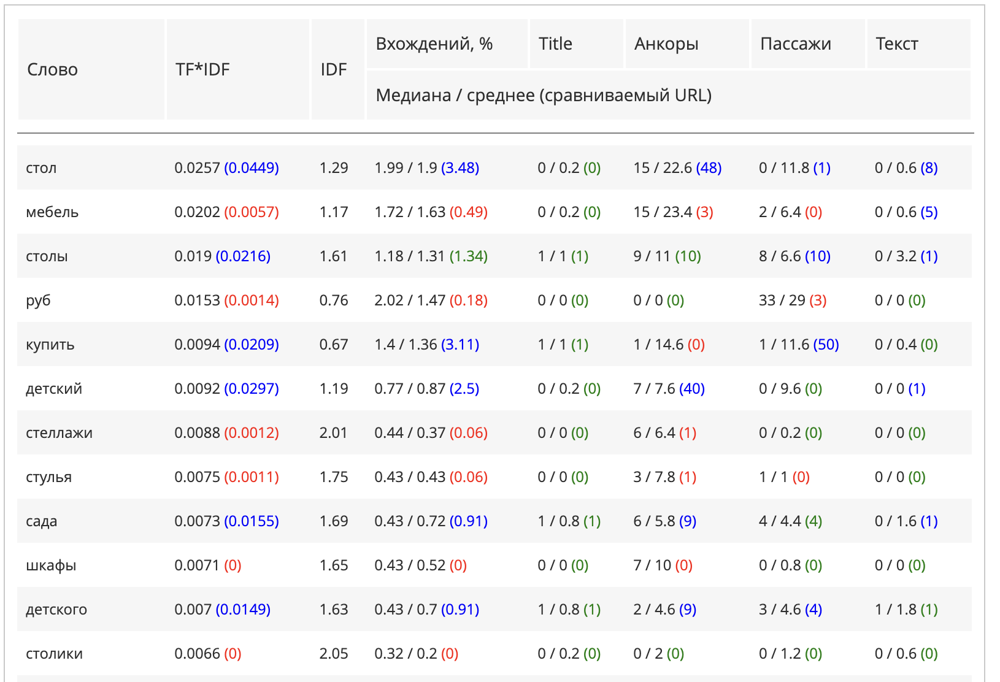 Слово TF*IDF IDF Вхождений, % Title Анкоры Пассажи Текст
Медиана / среднее (сравниваемый URL)
стол 0.0257 (0.0449) 1.29 1.99 / 1.9 (3.48) 0 / 0.2 (0) 15 / 22.6 (48) 0 / 11.8 (1) 0 / 0.6 (8)
мебель 0.0202 (0.0057) 1.17 1.72 / 1.63 (0.49) 0 / 0.2 (0) 15 / 23.4 (3) 2 / 6.4 (0) 0 / 0.6 (5)
столы 0.019 (0.0216) 1.61 1.18 / 1.31 (1.34) 1 / 1 (1) 9 / 11 (10) 8 / 6.6 (10) 0 / 3.2 (1)
руб 0.0153 (0.0014) 0.76 2.02 / 1.47 (0.18) 0 / 0 (0) 0 / 0 (0) 33 / 29 (3) 0 / 0 (0)
купить 0.0094 (0.0209) 0.67 1.4 / 1.36 (3.11) 1 / 1 (1) 1 / 14.6 (0) 1 / 11.6 (50) 0 / 0.4 (0)
детский 0.0092 (0.0297) 1.19 0.77 / 0.87 (2.5) 0 / 0.2 (0) 7 / 7.6 (40) 0 / 9.6 (0) 0 / 0 (1)
стеллажи 0.0088 (0.0012) 2.01 0.44 / 0.37 (0.06) 0 / 0 (0) 6 / 6.4 (1) 0 / 0.2 (0) 0 / 0 (0)
стулья 0.0075 (0.0011) 1.75 0.43 / 0.43 (0.06) 0 / 0 (0) 3 / 7.8 (1) 1 / 1 (0) 0 / 0 (0)
сада 0.0073 (0.0155) 1.69 0.43 / 0.72 (0.91) 1 / 0.8 (1) 6 / 5.8 (9) 4 / 4.4 (4) 0 / 1.6 (1)
шкафы 0.0071 (0) 1.65 0.43 / 0.52 (0) 0 / 0 (0) 7 / 10 (0) 0 / 0.8 (0) 0 / 0 (0)
детского 0.007 (0.0149) 1.63 0.43 / 0.7 (0.91) 1 / 0.8 (1) 2 / 4.6 (9) 3 / 4.6 (4) 1 / 1.8 (1)
столики 0.0066 (0) 2.05 0.32 / 0.2 (0) 0 / 0.2 (0) 0 / 2 (0) 0 / 1.2 (0) 0 / 0.6 (0)